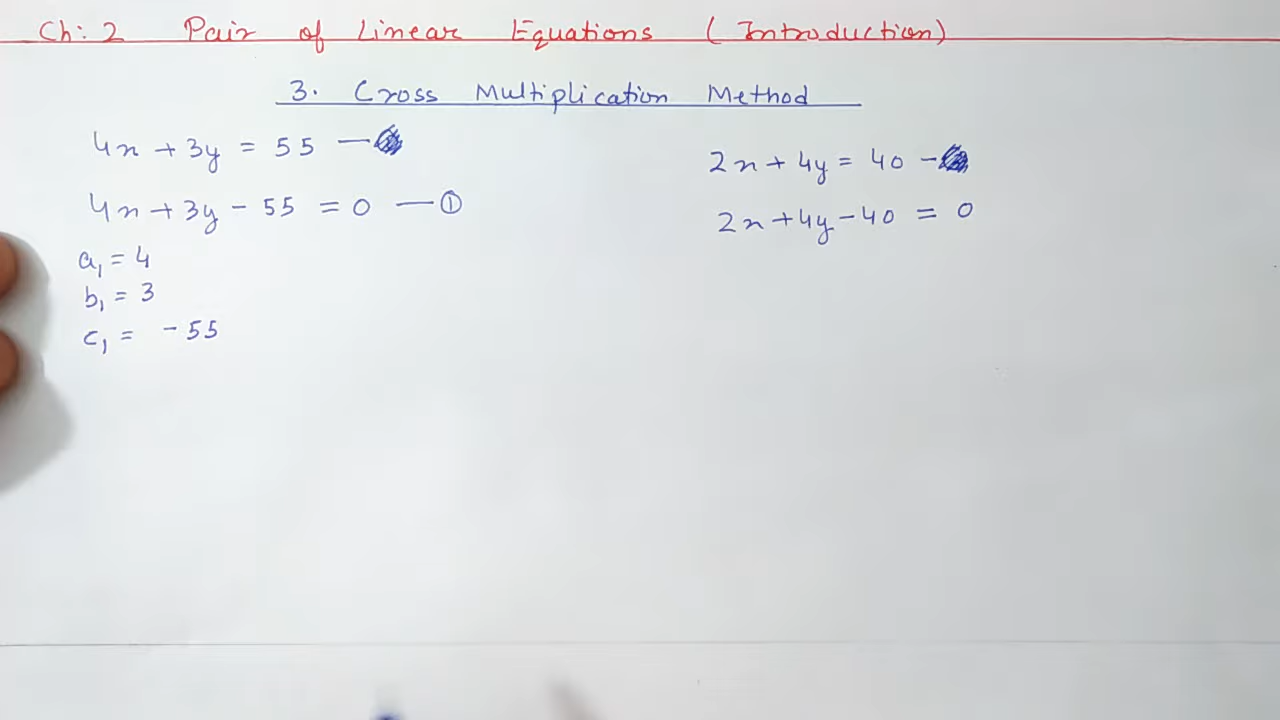 Ch: 2 Pair of Linear Equations (Introduction)
3. Cross Multiplication Method
4x + 3y = 55 —
4x + 3y - 55 = 0 — ①
a₁ = 4
b₁ = 3
c₁ = -55
2x + 4y = 40 -
2x + 4y - 40 = 0